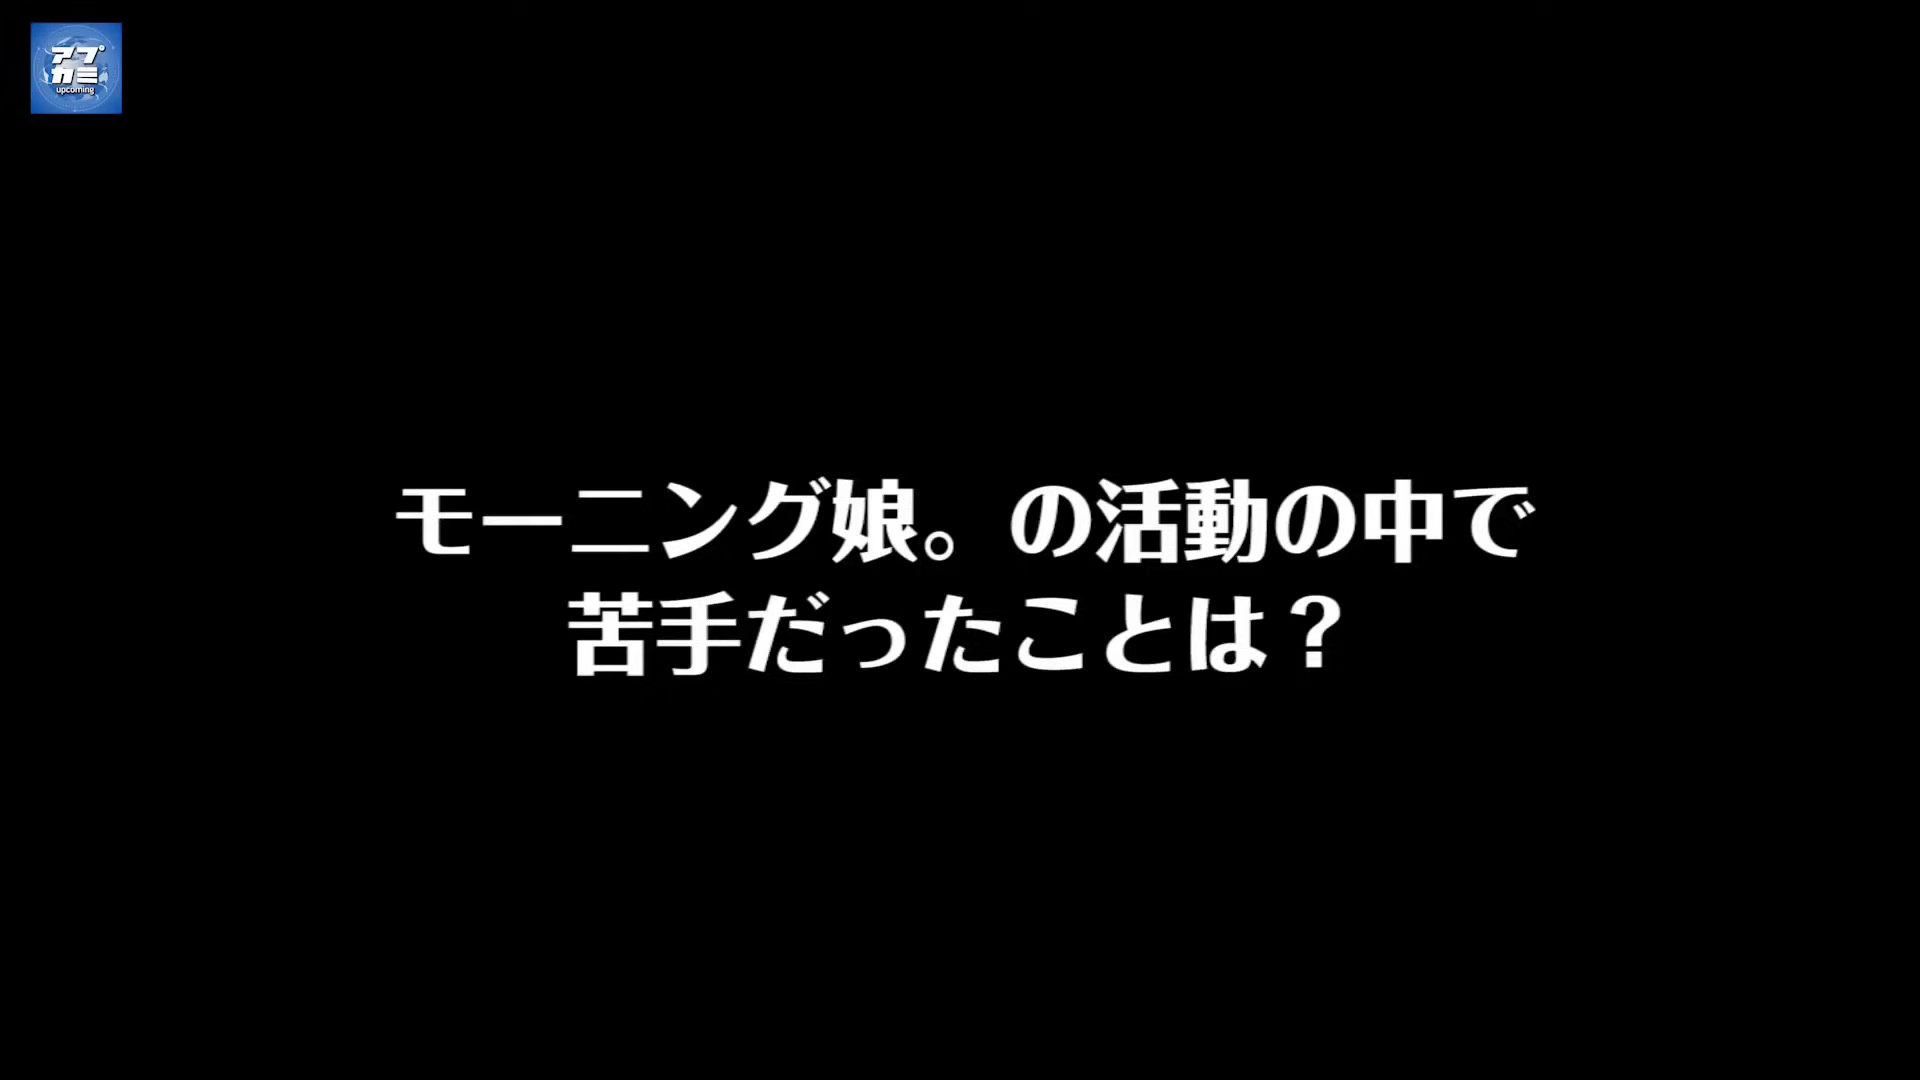 アプ
カミ
upcoming
モーニング娘。の活動の中で
苦手だったことは？